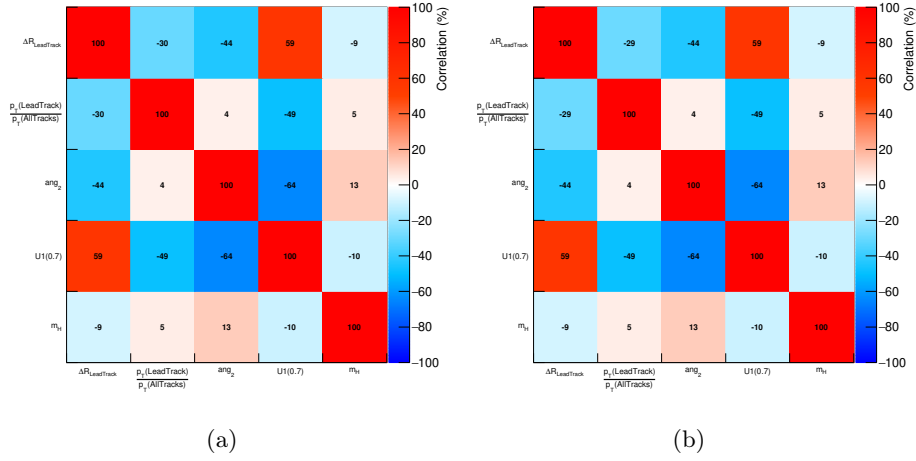 ΔR_LeadTrack 100 -30 -44 59 -9
p_T(LeadTrack)
p_T(AllTracks)
-30 100 4 -49 5
ang_2 -44 4 100 -64 13
U1(0.7) 59 -49 -64 100 -10
m_H -9 5 13 -10 100
ΔR_LeadTrack p_T(LeadTrack) ang_2 U1(0.7) m_H
p_T(AllTracks)
100
80
60
40
20
0
−20
−40
−60
−80
−100
Correlation (%)
(a)
ΔR_LeadTrack 100 -29 -44 59 -9
p_T(LeadTrack)
p_T(AllTracks)
-29 100 4 -49 5
ang_2 -44 4 100 -64 13
U1(0.7) 59 -49 -64 100 -10
m_H -9 5 13 -10 100
ΔR_LeadTrack p_T(LeadTrack) ang_2 U1(0.7) m_H
p_T(AllTracks)
100
80
60
40
20
0
−20
−40
−60
−80
−100
Correlation (%)
(b)